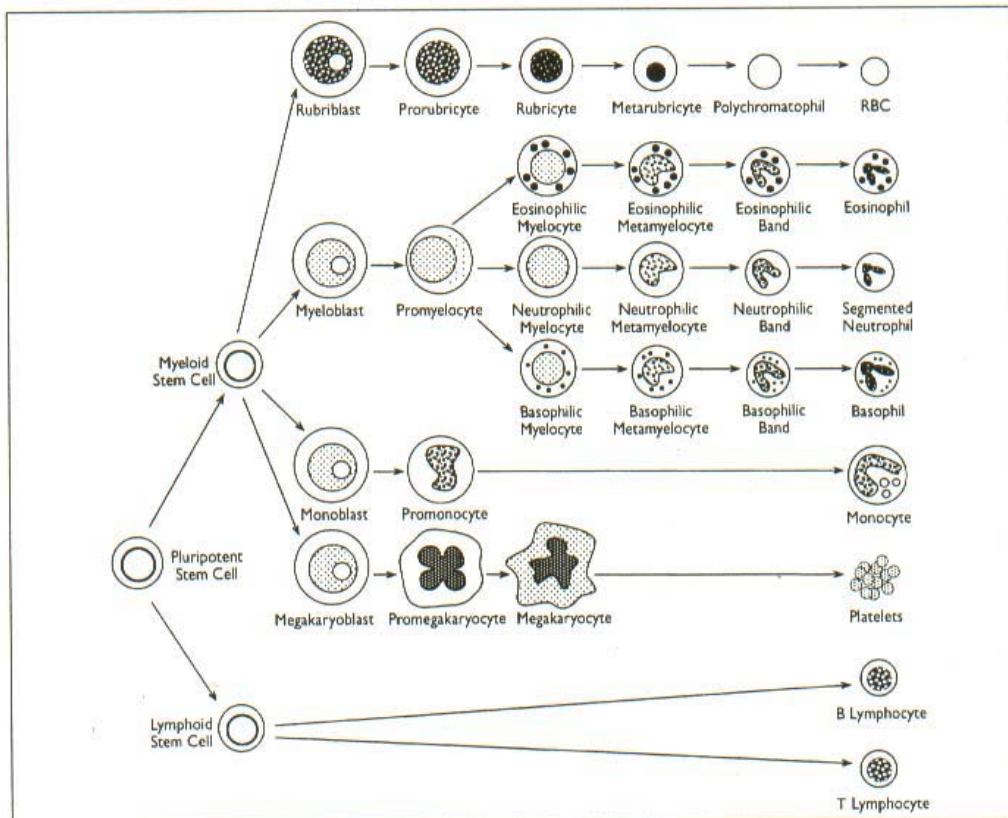 Rubriblast
Prorubricyte
Rubricyte
Metarubricyte
Polychromatophil
RBC
Eosinophilic
Myelocyte
Eosinophilic
Metamyelocyte
Eosinophilic
Band
Eosinophil
Myeloblast
Promyelocyte
Neutrophilic
Myelocyte
Neutrophilic
Metamyelocyte
Neutrophilic
Band
Segmented
Neutrophil
Myeloid
Stem Cell
Basophilic
Myelocyte
Basophilic
Metamyelocyte
Basophilic
Band
Basophil
Monoblast
Promonocyte
Monocyte
Pluripotent
Stem Cell
Megakaryoblast
Promegakaryocyte
Megakaryocyte
Platelets
Lymphoid
Stem Cell
B Lymphocyte
T Lymphocyte